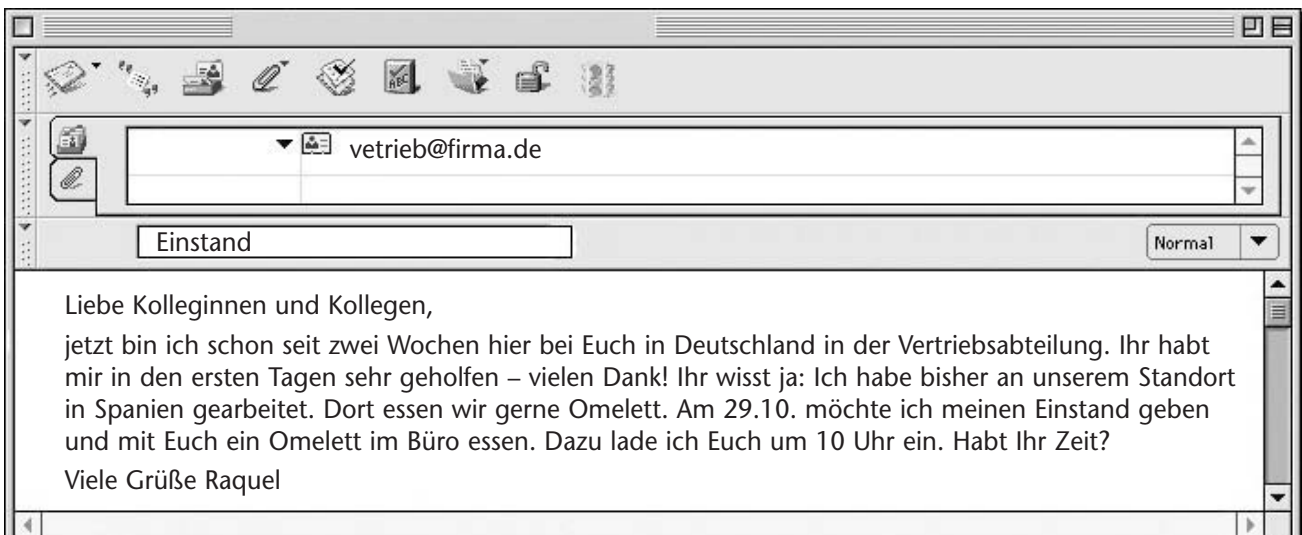 vetrieb@firma.de
Einstand
Normal
Liebe Kolleginnen und Kollegen,
jetzt bin ich schon seit zwei Wochen hier bei Euch in Deutschland in der Vertriebsabteilung. Ihr habt
mir in den ersten Tagen sehr geholfen – vielen Dank! Ihr wisst ja: Ich habe bisher an unserem Standort
in Spanien gearbeitet. Dort essen wir gerne Omelett. Am 29.10. möchte ich meinen Einstand geben
und mit Euch ein Omelett im Büro essen. Dazu lade ich Euch um 10 Uhr ein. Habt Ihr Zeit?
Viele Grüße Raquel